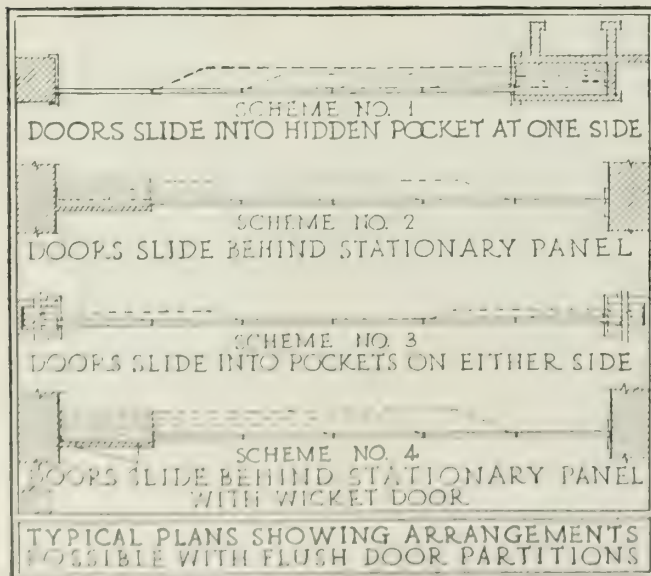 SCHEME NO. 1
DOORS SLIDE INTO HIDDEN POCKET AT ONE SIDE
SCHEME NO. 2
DOORS SLIDE BEHIND STATIONARY PANEL
SCHEME NO. 3
DOORS SLIDE INTO POCKETS ON EITHER SIDE
SCHEME NO. 4
DOORS SLIDE BEHIND STATIONARY PANEL
WITH WICKET DOOR
TYPICAL PLANS SHOWING ARRANGEMENTS
POSSIBLE WITH FLUSH DOOR PARTITIONS